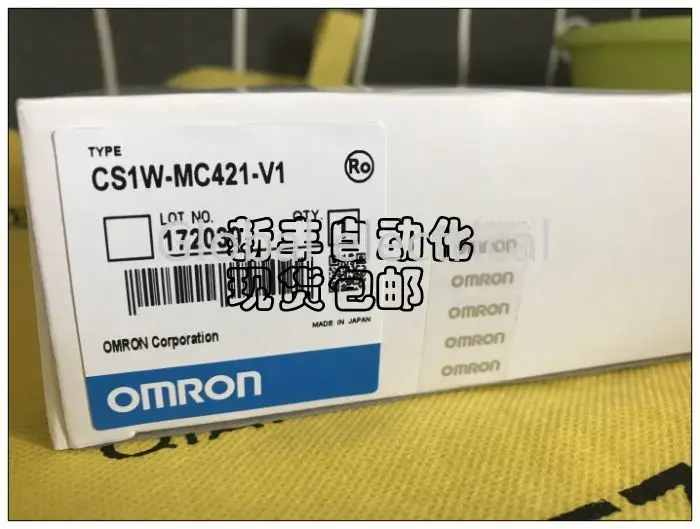 TYPE
CS1W-MC421-V1
Ro
LOT NO. QTY.
新丰自动化
现货包邮
MADE IN JAPAN
OMRON Corporation
OMRON
OMRON
OMRON
OMRON
OMRON
OMRON